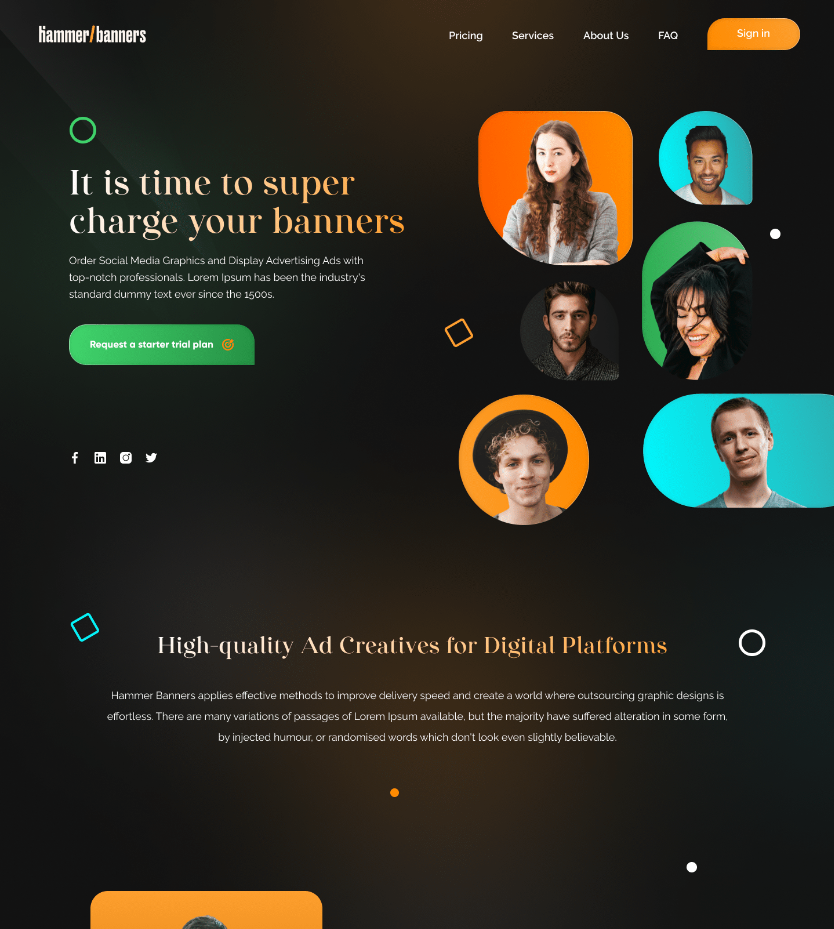 hammer/banners
Pricing
Services
About Us
FAQ
Sign in
It is time to super
charge your banners
Order Social Media Graphics and Display Advertising Ads with
top-notch professionals. Lorem Ipsum has been the industry's
standard dummy text ever since the 1500s.
Request a starter trial plan
High-quality Ad Creatives for Digital Platforms
Hammer Banners applies effective methods to improve delivery speed and create a world where outsourcing graphic designs is
effortless. There are many variations of passages of Lorem Ipsum available, but the majority have suffered alteration in some form,
by injected humour, or randomised words which don't look even slightly believable.